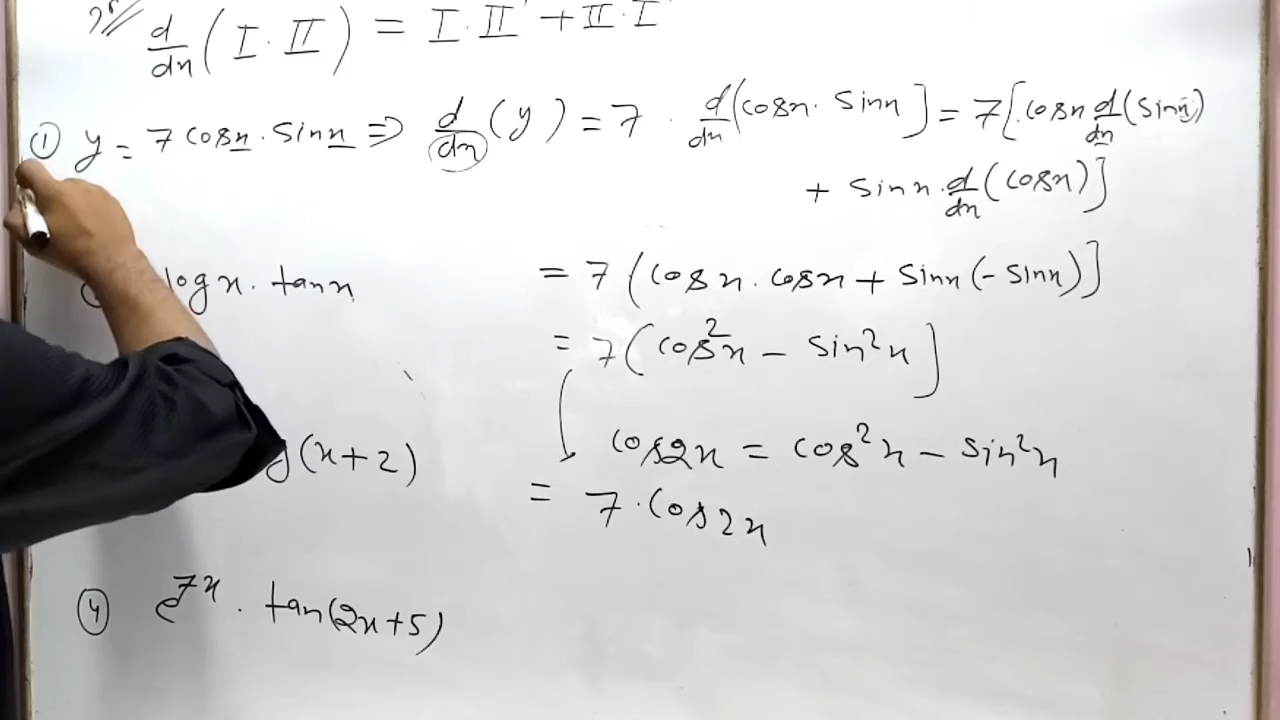 d/dx (I · II) = I · II' + II · I'
① y = 7 cosx · sinx ⇒ d/dx (y) = 7 · d/dx (cosx · sinx] = 7[cosx d/dx (sinx)
+ sinx · d/dx (cosx)]
logx · tanx
= 7 (cosx · cosx + sinx (- sinx)]
= 7 (cos²x - sin²x]
(x+2)
cos2x = cos²x - sin²x
= 7 · cos2x
④ e^7x · tan(2x+5)